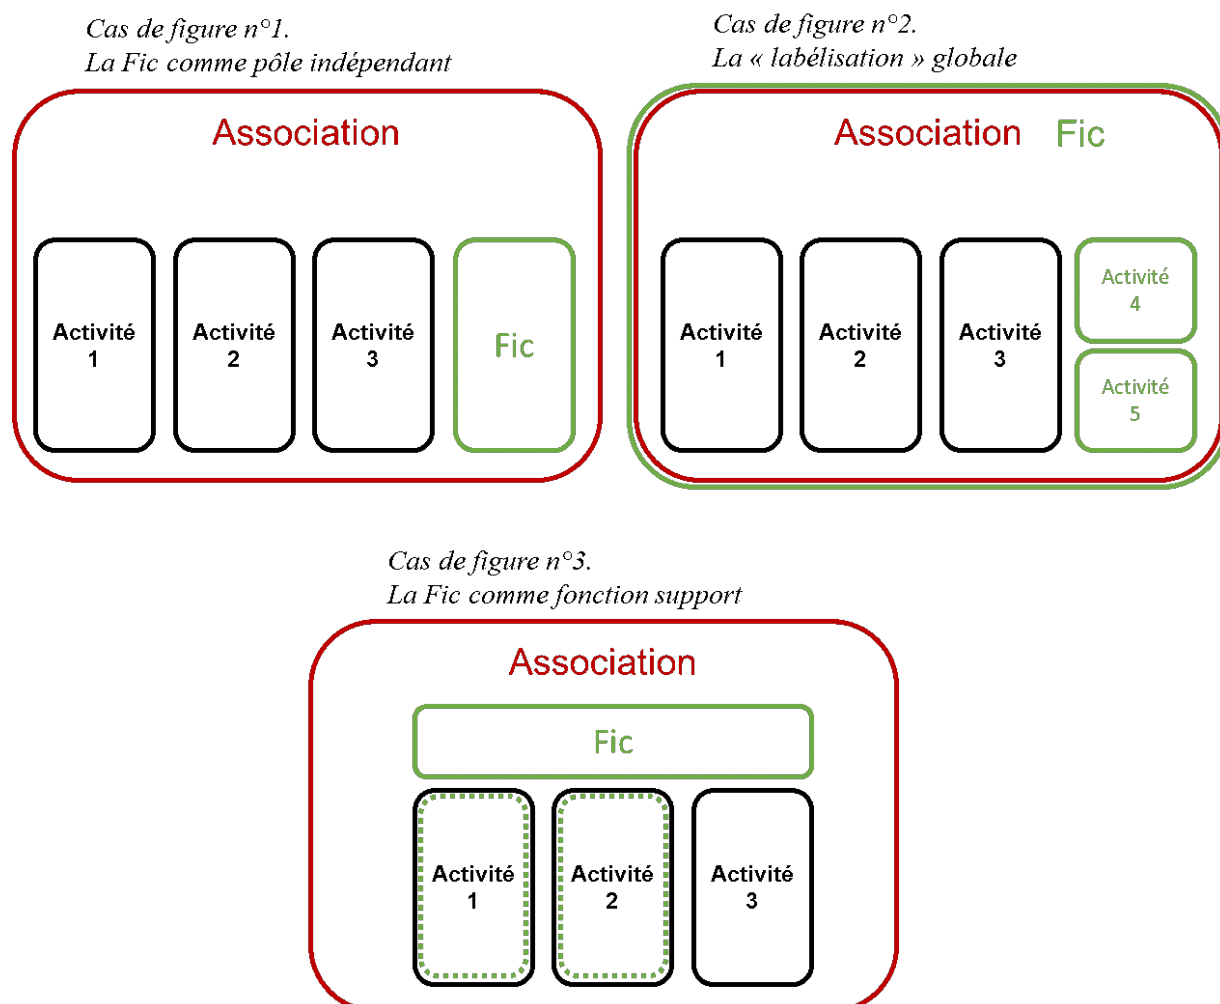 Cas de figure n°1.
La Fic comme pôle indépendant
Association
Activité
1
Activité
2
Activité
3
Fic
Cas de figure n°2.
La « labélisation » globale
Association Fic
Activité
1
Activité
2
Activité
3
Activité
4
Activité
5
Cas de figure n°3.
La Fic comme fonction support
Association
Fic
Activité
1
Activité
2
Activité
3